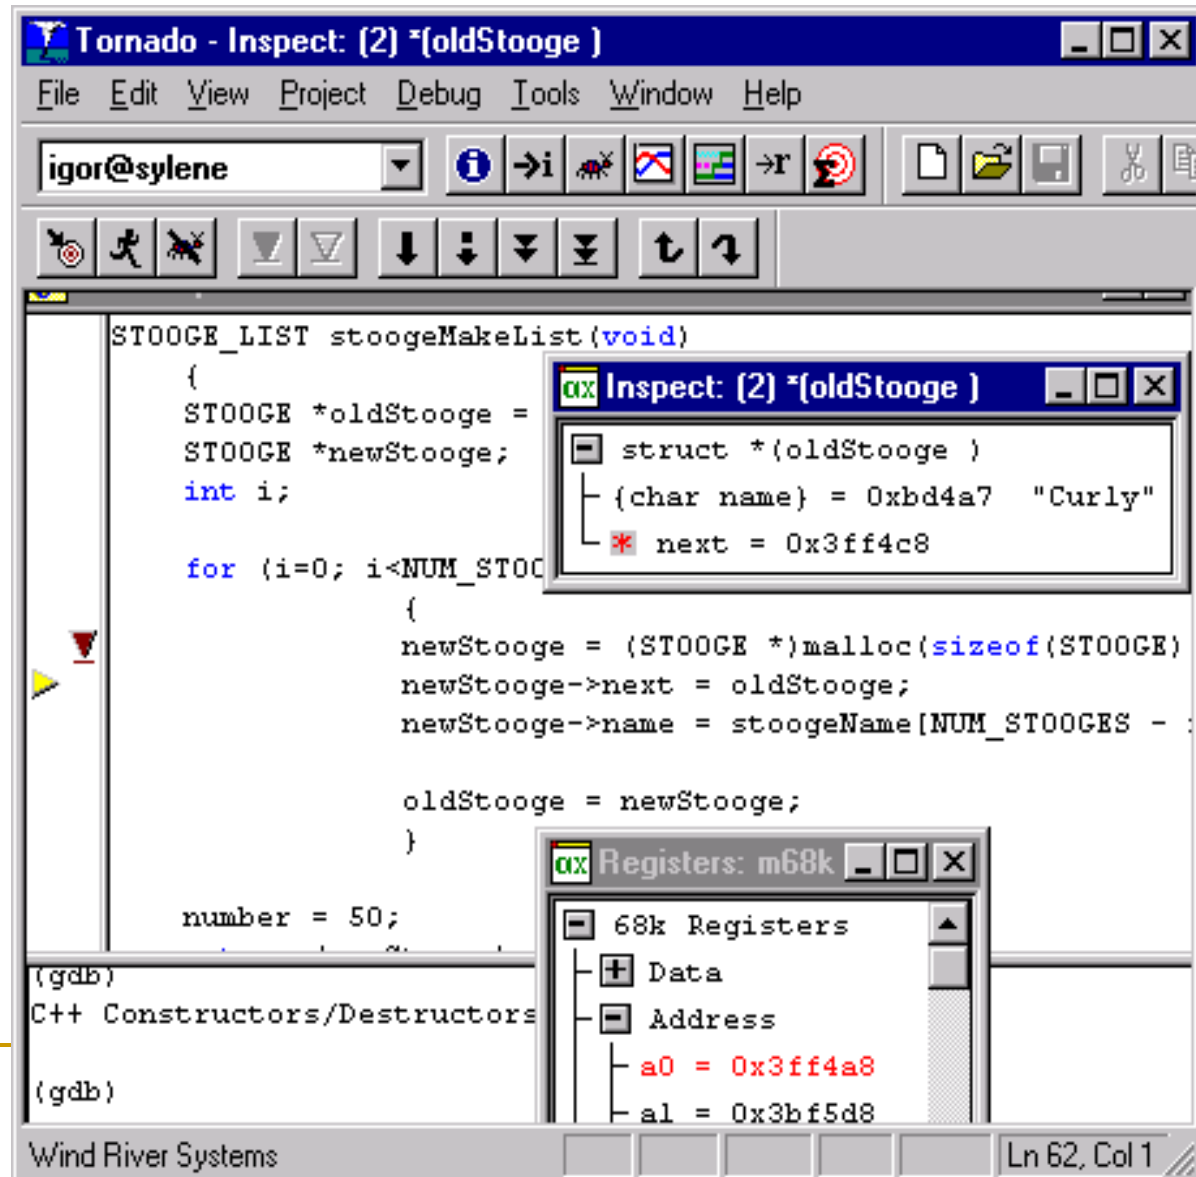 Tornado - Inspect: (2) *(oldStooge )
File Edit View Project Debug Tools Window Help
igor@sylene
i →i →r
STOOGE_LIST stoogeMakeList(void)
{
STOOGE *oldStooge =
STOOGE *newStooge;
int i;
for (i=0; i<NUM_STOO
{
newStooge = (STOOGE *)malloc(sizeof(STOOGE)
newStooge->next = oldStooge;
newStooge->name = stoogeName[NUM_STOOGES -
oldStooge = newStooge;
}
number = 50;
αx Inspect: (2) *(oldStooge )
struct *(oldStooge )
{char name} = 0xbd4a7 "Curly"
* next = 0x3ff4c8
αx Registers: m68k
68k Registers
Data
Address
a0 = 0x3ff4a8
a1 = 0x3bf5d8
(gdb)
C++ Constructors/Destructors
(gdb)
Wind River Systems
Ln 62, Col 1